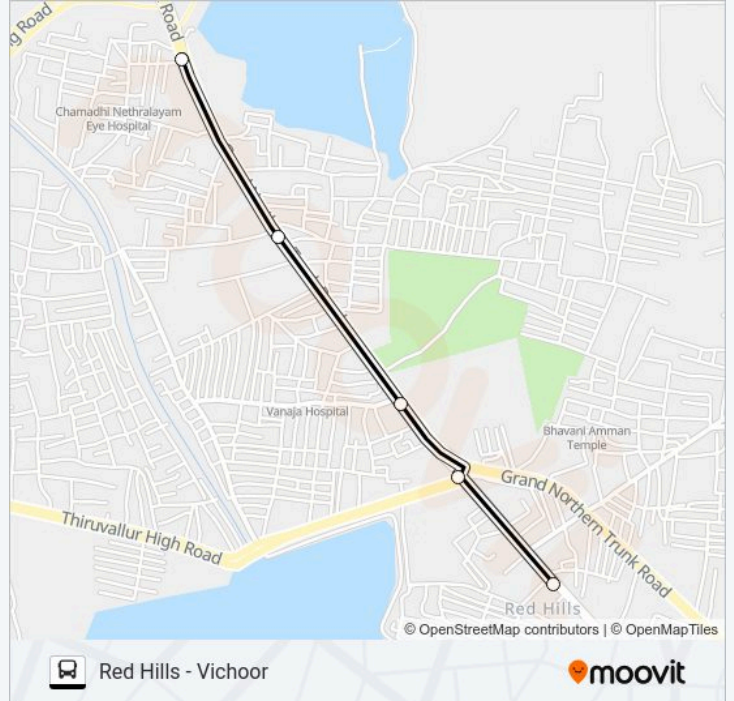 g Road
Road
Chamadhi Nethralayam
Eye Hospital
Vanaja Hospital
Bhavani Amman
Temple
Grand Northern Trunk Road
Thiruvallur High Road
Red Hills
© OpenStreetMap contributors | © OpenMapTiles
Red Hills - Vichoor
moovit